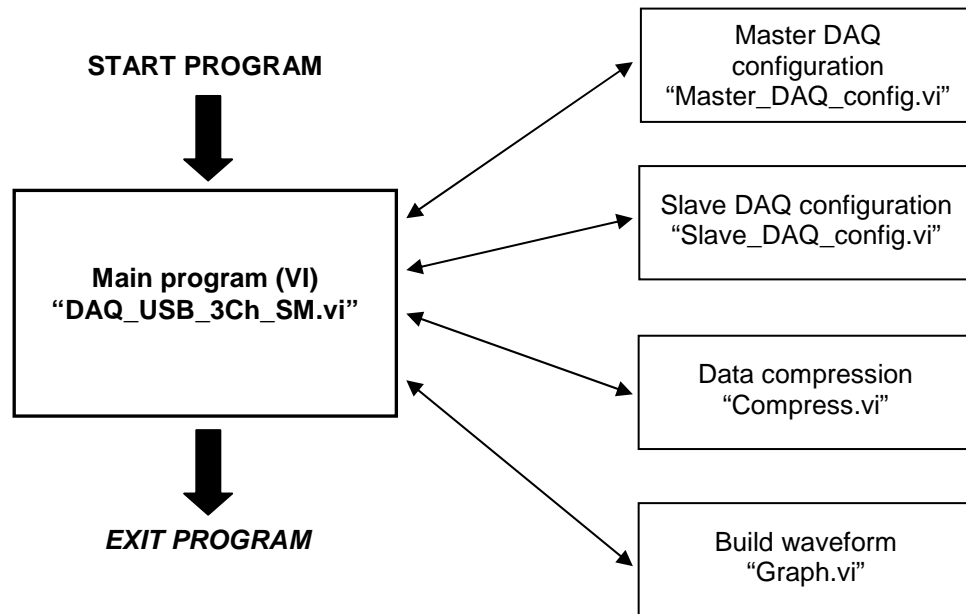 START PROGRAM
Main program (VI)
“DAQ_USB_3Ch_SM.vi”
EXIT PROGRAM
Master DAQ
configuration
“Master_DAQ_config.vi”
Slave DAQ configuration
“Slave_DAQ_config.vi”
Data compression
“Compress.vi”
Build waveform
“Graph.vi”